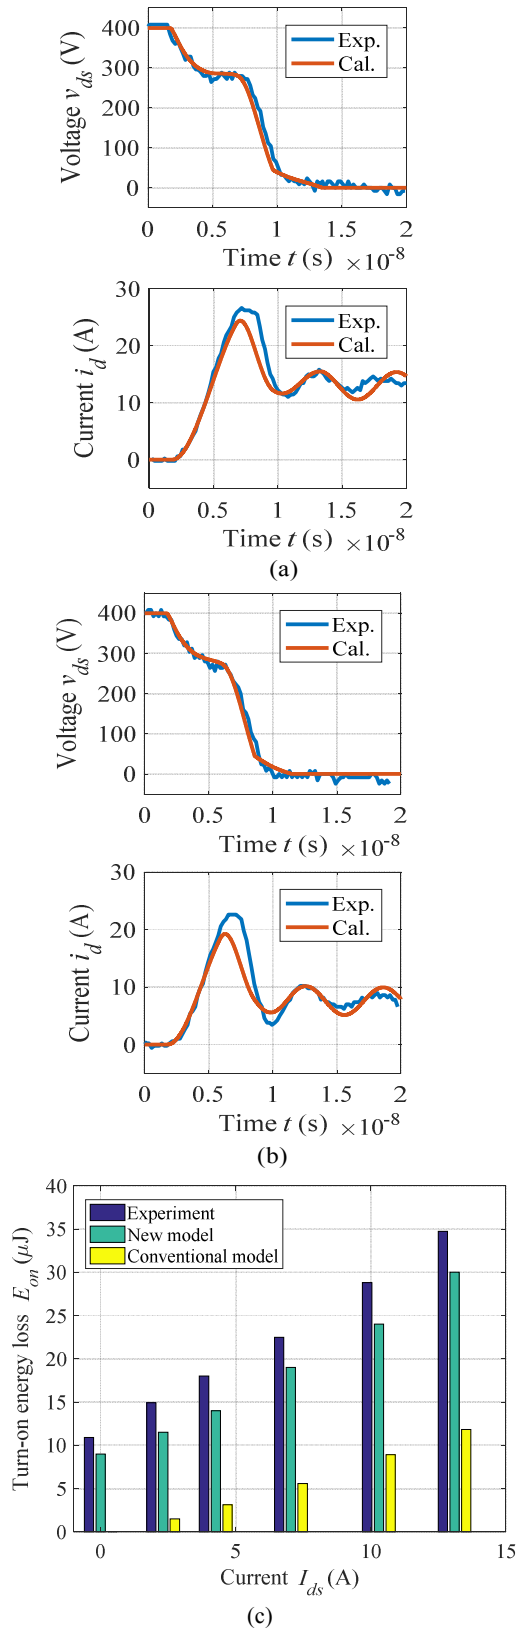 400
300
200
100
0
Voltage v_ds (V)
Exp.
Cal.
0 0.5 1 1.5 2
Time t (s) ×10^-8
30
20
10
0
Current i_d (A)
Exp.
Cal.
0 0.5 1 1.5 2
Time t (s) ×10^-8
(a)
400
300
200
100
0
Voltage v_ds (V)
Exp.
Cal.
0 0.5 1 1.5 2
Time t (s) ×10^-8
30
20
10
0
Current i_d (A)
Exp.
Cal.
0 0.5 1 1.5 2
Time t (s) ×10^-8
(b)
40
35
30
25
20
15
10
5
0
Turn-on energy loss E_on (μJ)
Experiment
New model
Conventional model
0 5 10 15
Current I_ds (A)
(c)